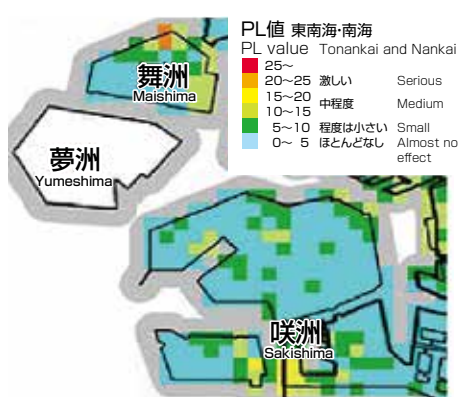 PL値 東南海･南海
PL value Tonankai and Nankai
25～
20～25 激しい Serious
15～20
中程度 Medium
10～15
5～10 程度は小さい Small
0～ 5 ほとんどなし Almost no
effect
舞洲
Maishima
夢洲
Yumeshima
咲洲
Sakishima